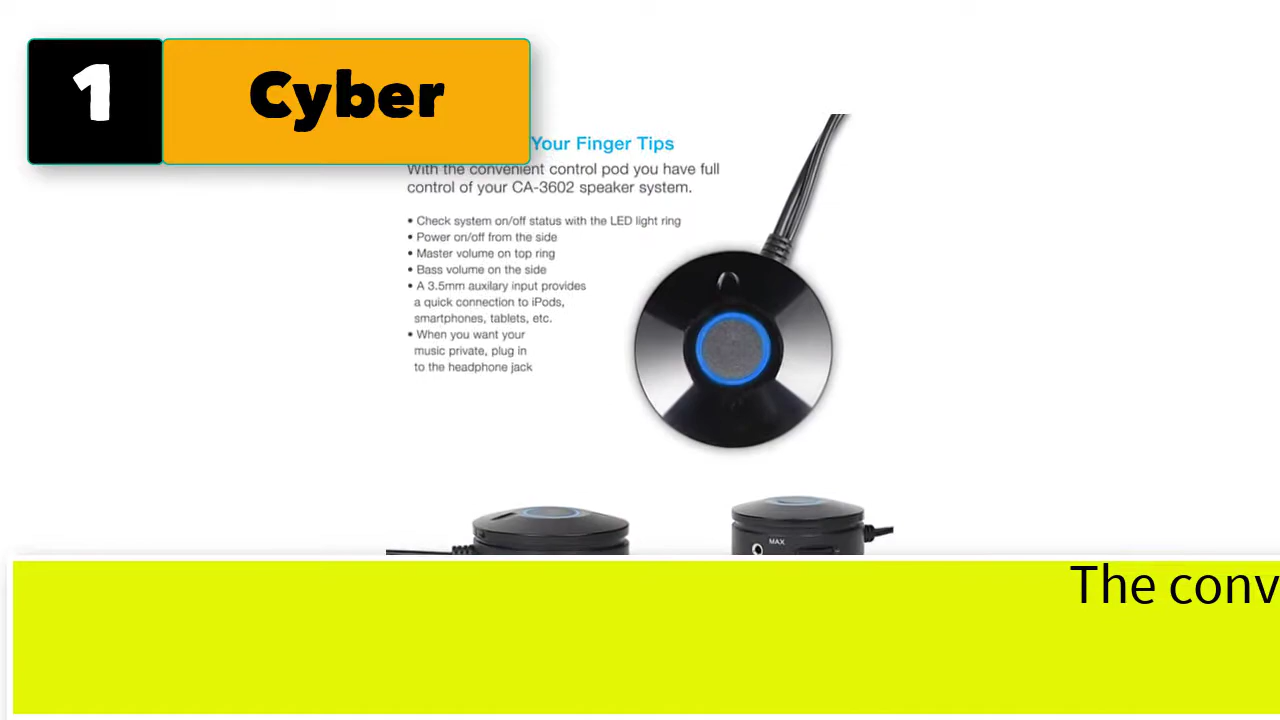 1 Cyber
Your Finger Tips
With the convenient control pod you have full
control of your CA-3602 speaker system.
• Check system on/off status with the LED light ring
• Power on/off from the side
• Master volume on top ring
• Bass volume on the side
• A 3.5mm auxilary input provides
a quick connection to iPods,
smartphones, tablets, etc.
• When you want your
music private, plug in
to the headphone jack
MAX
The conv